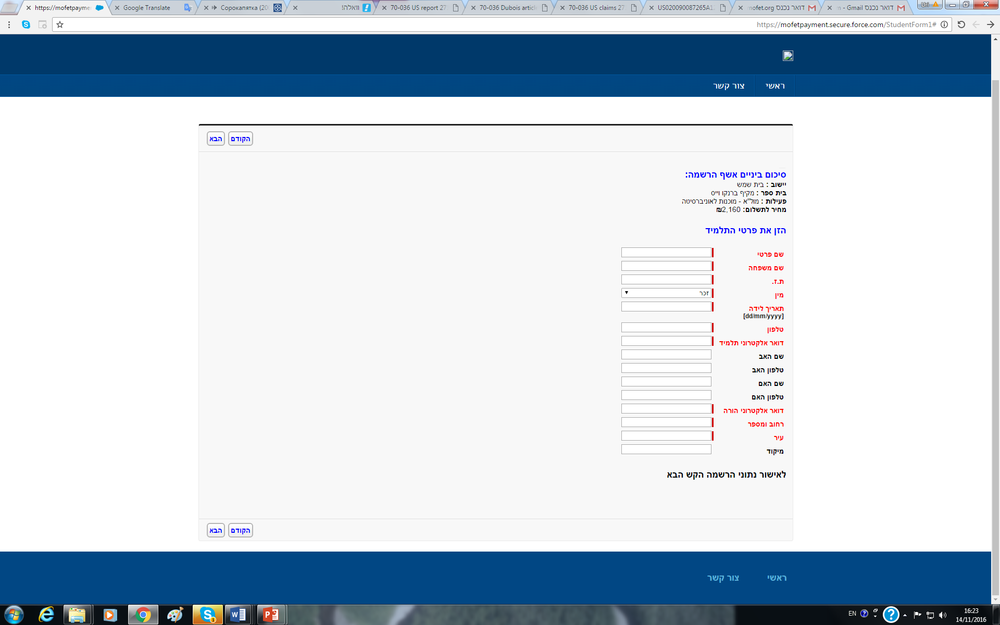 https://mofetpaymen
Google Translate
Сорокапятка (20
וואלה!
70-036 US report 27
70-036 Dubois article
70-036 US claims 27.
US020090087265A1
דואר נכנס mofet.org
דואר נכנס - Gmail
Uri
https://mofetpayment.secure.force.com/StudentForm1#
ראשי
צור קשר
הקודם
הבא
סיכום ביניים אשף הרשמה:
יישוב : בית שמש
בית ספר : מקיף ברנקו וייס
פעילות : מול"א - מוכנות לאוניברסיטה
מחיר לתשלום: 2,160₪
הזן את פרטי התלמיד
שם פרטי
שם משפחה
ת.ז.
מין
זכר
תאריך לידה
[dd/mm/yyyy]
טלפון
דואר אלקטרוני תלמיד
שם האב
טלפון האב
שם האם
טלפון האם
דואר אלקטרוני הורה
רחוב ומספר
עיר
מיקוד
לאישור נתוני הרשמה הקש הבא
הקודם
הבא
ראשי
צור קשר
EN
16:23
14/11/2016